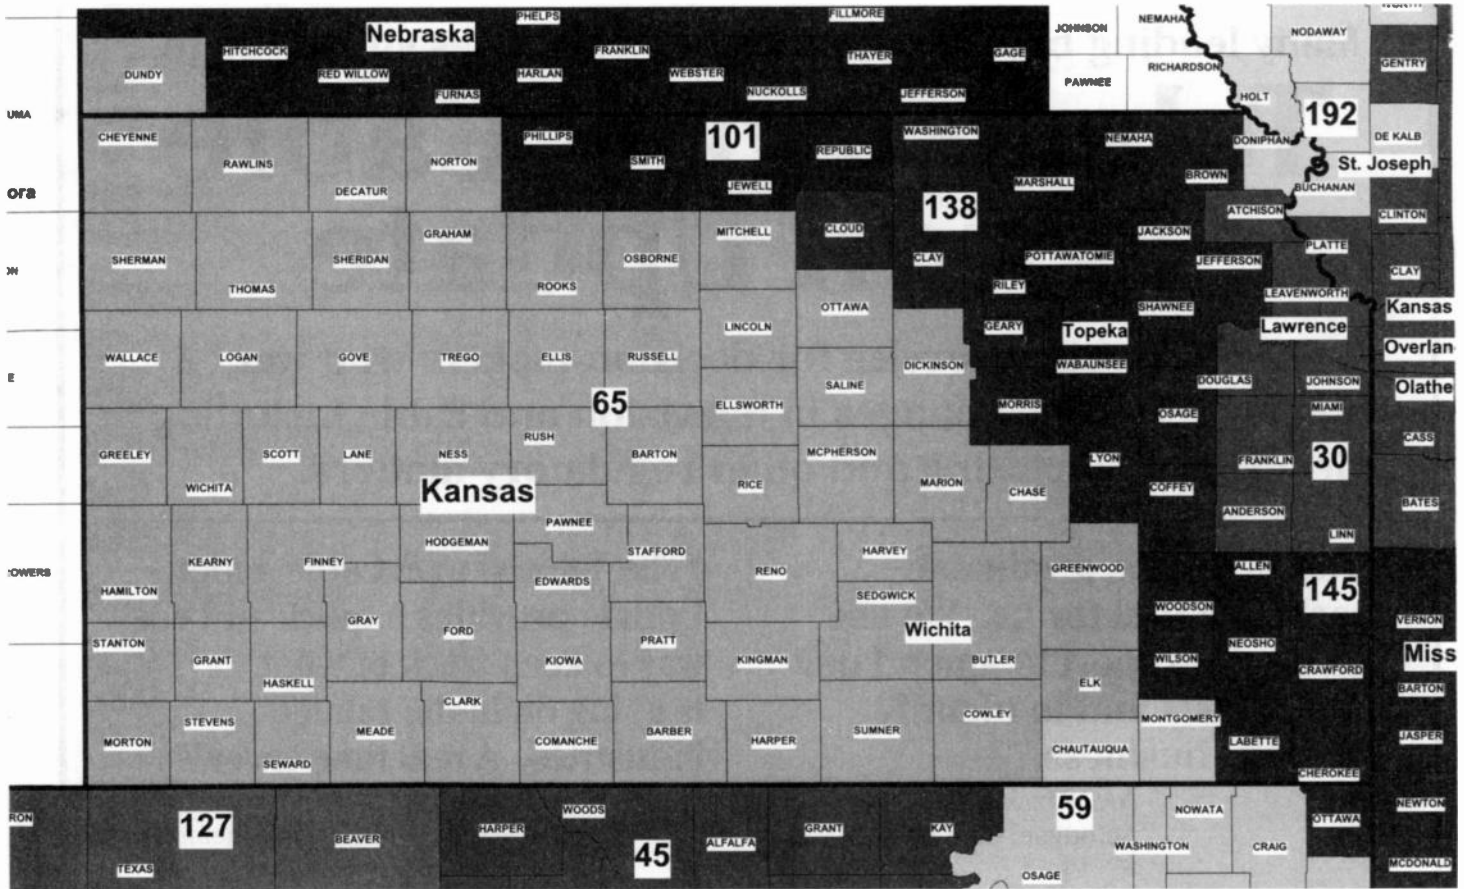 NEMAHA
PHELPS
FILLMORE
JOHNSON
NODAWAY
Nebraska
HITCHCOCK
FRANKLIN
THAYER
GAGE
GENTRY
DUNDY
RED WILLOW
HARLAN
WEBSTER
PAWNEE
RICHARDSON
FURNAS
NUCKOLLS
JEFFERSON
HOLT
192
UMA
CHEYENNE
PHILLIPS
101
WASHINGTON
NEMAHA
DONIPHAN
DE KALB
RAWLINS
NORTON
SMITH
REPUBLIC
St. Joseph
ora
DECATUR
JEWELL
MARSHALL
BROWN
BUCHANAN
138
ATCHISON
CLINTON
GRAHAM
MITCHELL
CLOUD
JACKSON
PLATTE
SHERMAN
SHERIDAN
OSBORNE
CLAY
POTTAWATOMIE
JEFFERSON
CLAY
THOMAS
ROOKS
RILEY
LEAVENWORTH
OTTAWA
SHAWNEE
Kansas
LINCOLN
GEARY
Topeka
Lawrence
WALLACE
LOGAN
GOVE
TREGO
ELLIS
RUSSELL
DICKINSON
WABAUNSEE
Overlan
E
SALINE
DOUGLAS
JOHNSON
Olathe
65
ELLSWORTH
MORRIS
OSAGE
MIAMI
RUSH
CASS
GREELEY
SCOTT
LANE
NESS
BARTON
MCPHERSON
LYON
FRANKLIN
30
WICHITA
Kansas
RICE
MARION
CHASE
COFFEY
BATES
PAWNEE
ANDERSON
HODGEMAN
STAFFORD
HARVEY
LINN
KEARNY
FINNEY
RENO
GREENWOOD
ALLEN
OWERS
HAMILTON
EDWARDS
SEDGWICK
145
GRAY
FORD
Wichita
WOODSON
VERNON
STANTON
PRATT
NEOSHO
GRANT
KIOWA
KINGMAN
BUTLER
WILSON
Miss
HASKELL
ELK
CRAWFORD
CLARK
BARTON
STEVENS
COWLEY
MONTGOMERY
MORTON
MEADE
COMANCHE
BARBER
HARPER
SUMNER
CHAUTAUQUA
LABETTE
JASPER
SEWARD
CHEROKEE
RON
127
WOODS
59
NOWATA
NEWTON
BEAVER
HARPER
GRANT
KAY
OTTAWA
45
ALFALFA
WASHINGTON
CRAIG
TEXAS
OSAGE
MCDONALD